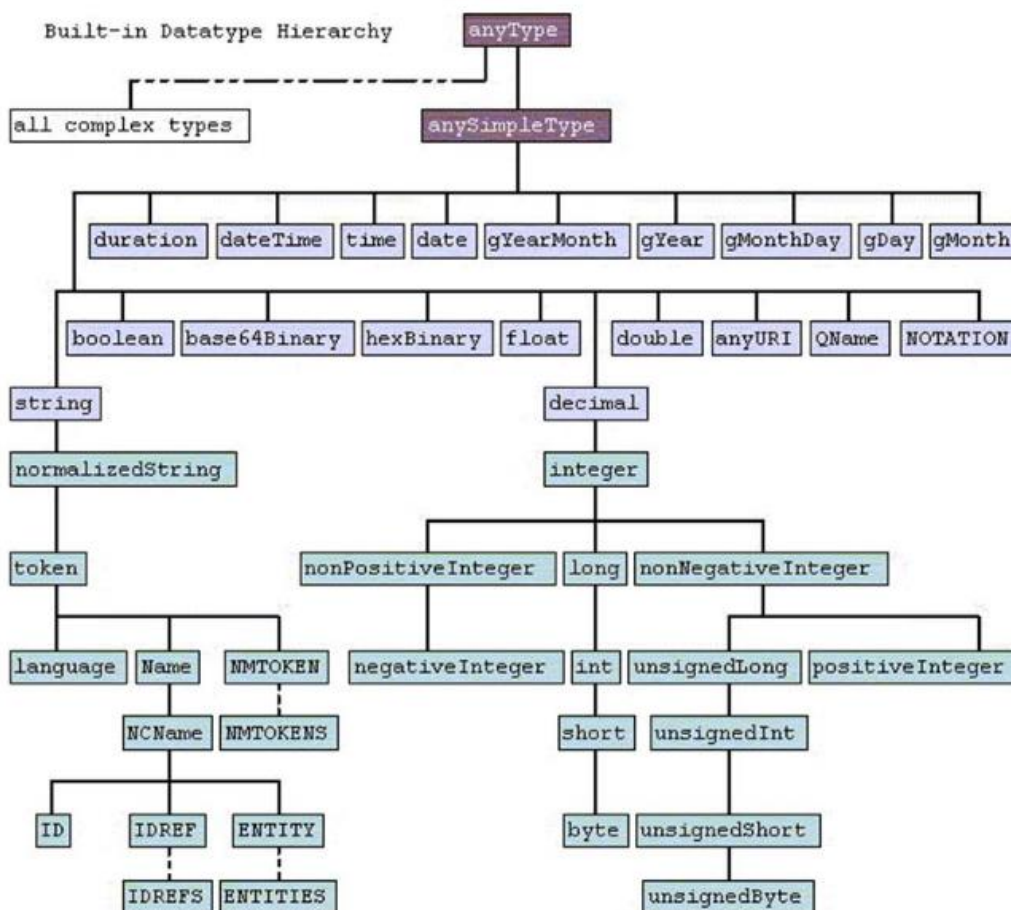 Built-in Datatype Hierarchy anyType
all complex types anySimpleType
duration dateTime time date gYearMonth gYear gMonthDay gDay gMonth
boolean base64Binary hexBinary float double anyURI QName NOTATION
string decimal
normalizedString integer
token nonPositiveInteger long nonNegativeInteger
language Name NMTOKEN negativeInteger int unsignedLong positiveInteger
NCName NMTOKENS short unsignedInt
ID IDREF ENTITY byte unsignedShort
IDREFS ENTITIES unsignedByte